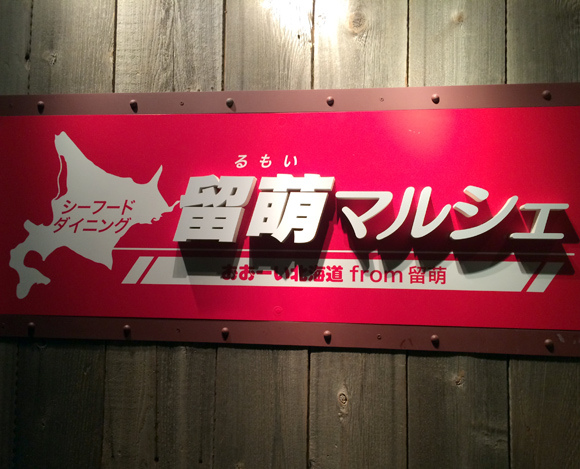 シーフード
ダイニング
るもい
留萌マルシェ
おおーい北海道 from 留萌